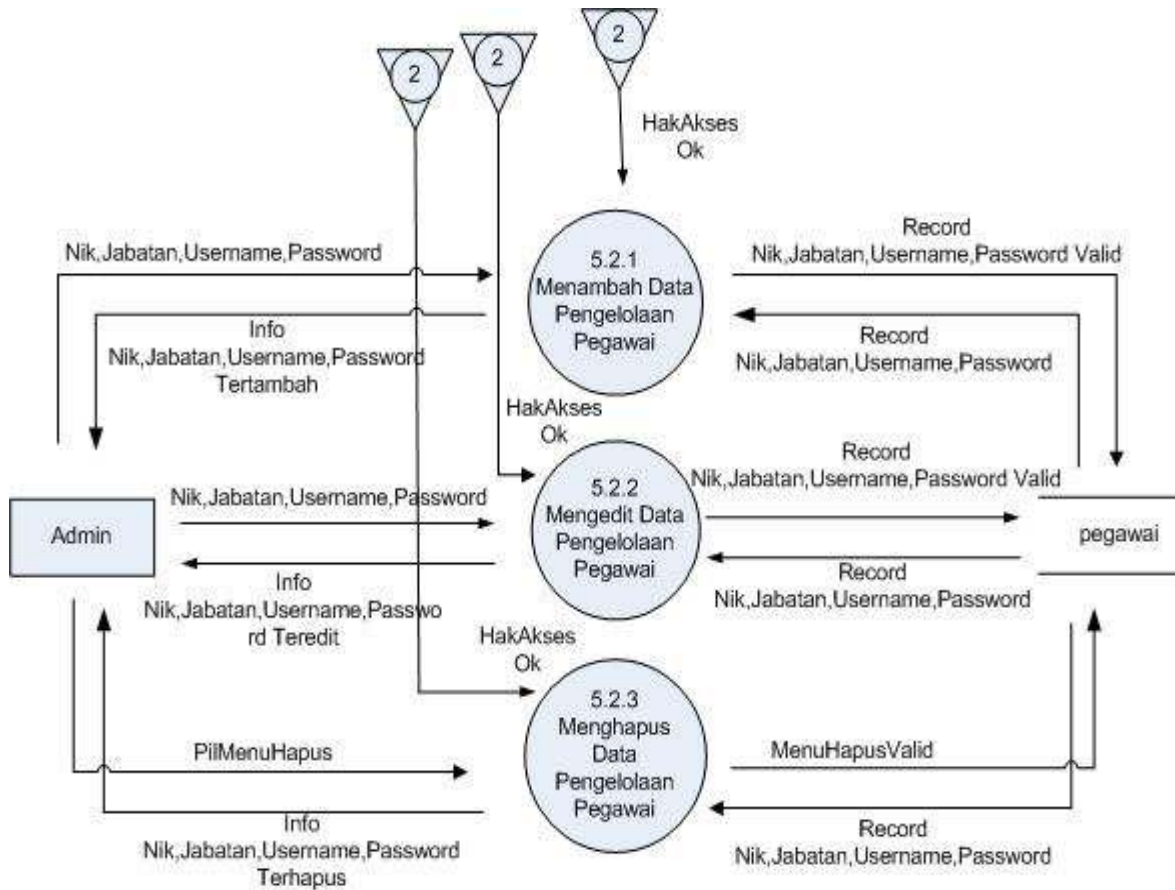 2
2
2
HakAkses
Ok
Nik,Jabatan,Username,Password
5.2.1
Menambah Data
Pengelolaan
Pegawai
Record
Nik,Jabatan,Username,Password Valid
Info
Nik,Jabatan,Username,Password
Tertambah
Record
Nik,Jabatan,Username,Password
HakAkses
Ok
Admin
Nik,Jabatan,Username,Password
5.2.2
Mengedit Data
Pengelolaan
Pegawai
Record
Nik,Jabatan,Username,Password Valid
pegawai
Info
Nik,Jabatan,Username,Passwo
rd Teredit
Record
Nik,Jabatan,Username,Password
HakAkses
Ok
PilMenuHapus
5.2.3
Menghapus
Data
Pengelolaan
Pegawai
MenuHapusValid
Info
Nik,Jabatan,Username,Password
Terhapus
Record
Nik,Jabatan,Username,Password